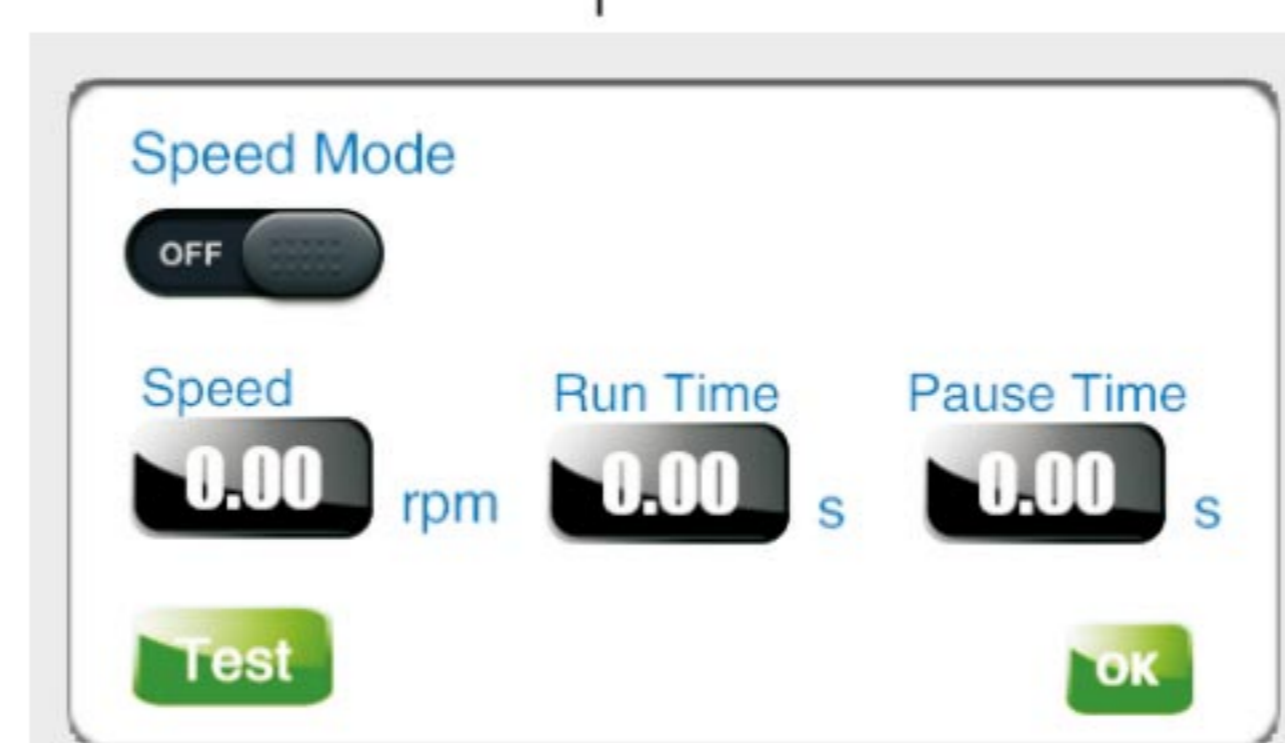 Speed Mode
OFF
Speed Run Time Pause Time
0.00 rpm 0.00 s 0.00 s
Test OK